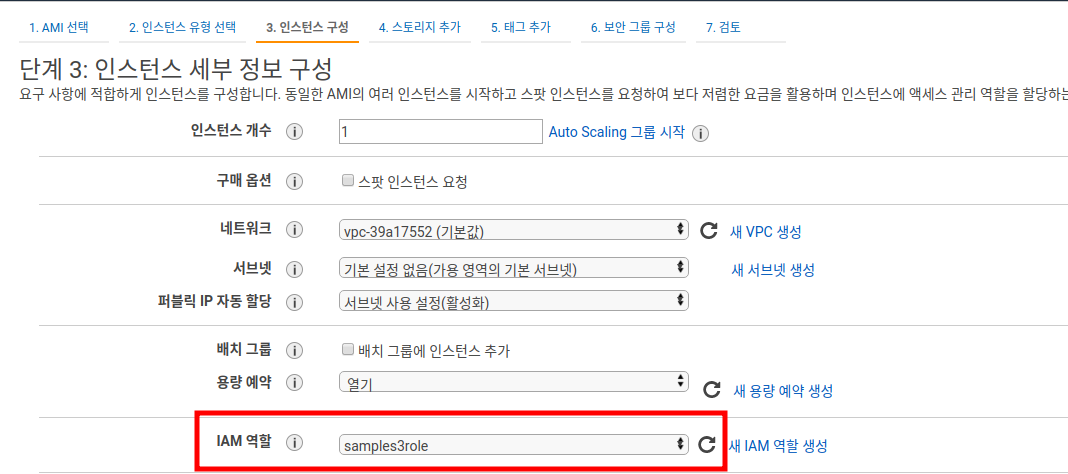 1. AMI 선택 2. 인스턴스 유형 선택 3. 인스턴스 구성 4. 스토리지 추가 5. 태그 추가 6. 보안 그룹 구성 7. 검토
단계 3: 인스턴스 세부 정보 구성
요구 사항에 적합하게 인스턴스를 구성합니다. 동일한 AMI의 여러 인스턴스를 시작하고 스팟 인스턴스를 요청하여 보다 저렴한 요금을 활용하며 인스턴스에 액세스 관리 역할을 할당하는
인스턴스 개수 1 Auto Scaling 그룹 시작
구매 옵션 스팟 인스턴스 요청
네트워크 vpc-39a17552 (기본값) 새 VPC 생성
서브넷 기본 설정 없음(가용 영역의 기본 서브넷) 새 서브넷 생성
퍼블릭 IP 자동 할당 서브넷 사용 설정(활성화)
배치 그룹 배치 그룹에 인스턴스 추가
용량 예약 열기 새 용량 예약 생성
IAM 역할 samples3role 새 IAM 역할 생성